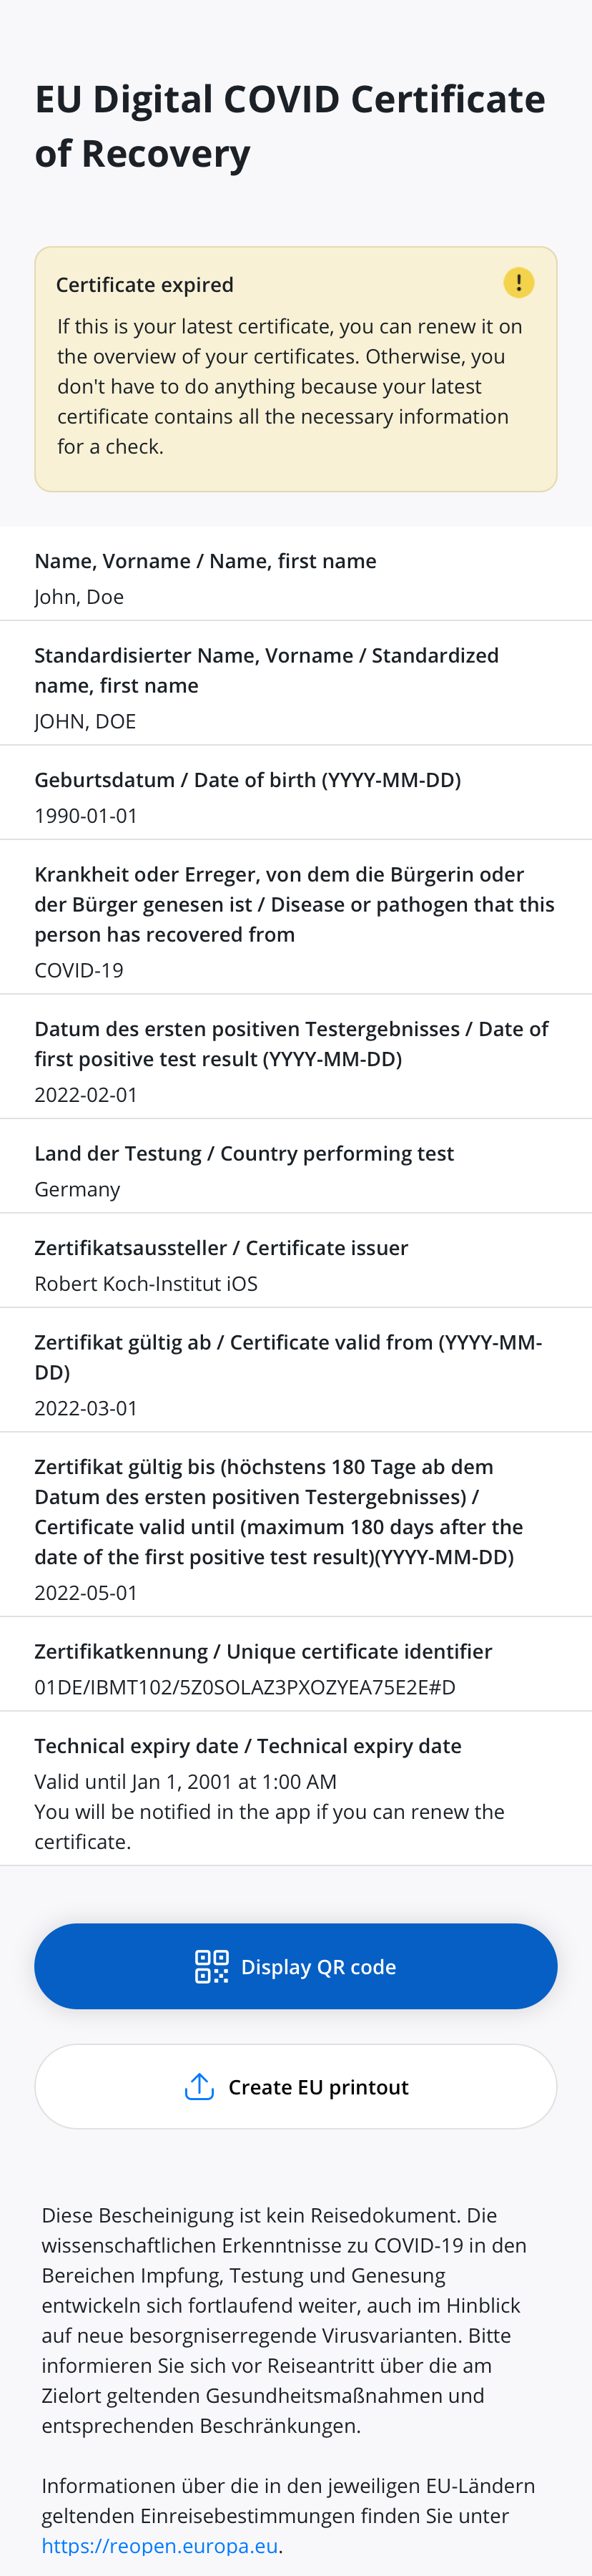 EU Digital COVID Certificate
of Recovery
Certificate expired
If this is your latest certificate, you can renew it on
the overview of your certificates. Otherwise, you
don't have to do anything because your latest
certificate contains all the necessary information
for a check.
Name, Vorname / Name, first name
John, Doe
Standardisierter Name, Vorname / Standardized
name, first name
JOHN, DOE
Geburtsdatum / Date of birth (YYYY-MM-DD)
1990-01-01
Krankheit oder Erreger, von dem die Bürgerin oder
der Bürger genesen ist / Disease or pathogen that this
person has recovered from
COVID-19
Datum des ersten positiven Testergebnisses / Date of
first positive test result (YYYY-MM-DD)
2022-02-01
Land der Testung / Country performing test
Germany
Zertifikatsaussteller / Certificate issuer
Robert Koch-Institut iOS
Zertifikat gültig ab / Certificate valid from (YYYY-MM-
DD)
2022-03-01
Zertifikat gültig bis (höchstens 180 Tage ab dem
Datum des ersten positiven Testergebnisses) /
Certificate valid until (maximum 180 days after the
date of the first positive test result)(YYYY-MM-DD)
2022-05-01
Zertifikatkennung / Unique certificate identifier
01DE/IBMT102/5Z0SOLAZ3PXOZYEA75E2E#D
Technical expiry date / Technical expiry date
Valid until Jan 1, 2001 at 1:00 AM
You will be notified in the app if you can renew the
certificate.
Display QR code
Create EU printout
Diese Bescheinigung ist kein Reisedokument. Die
wissenschaftlichen Erkenntnisse zu COVID-19 in den
Bereichen Impfung, Testung und Genesung
entwickeln sich fortlaufend weiter, auch im Hinblick
auf neue besorgniserregende Virusvarianten. Bitte
informieren Sie sich vor Reiseantritt über die am
Zielort geltenden Gesundheitsmaßnahmen und
entsprechenden Beschränkungen.
Informationen über die in den jeweiligen EU-Ländern
geltenden Einreisebestimmungen finden Sie unter
https://reopen.europa.eu.